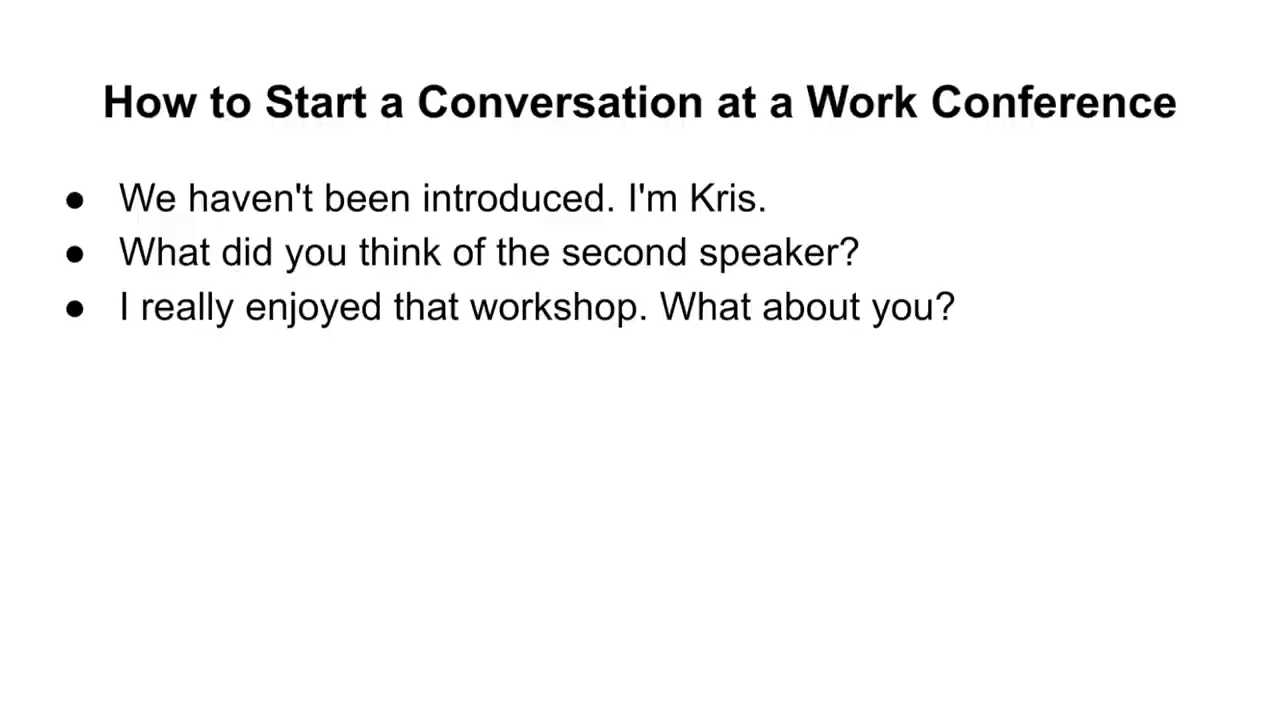 How to Start a Conversation at a Work Conference
● We haven't been introduced. I'm Kris.
● What did you think of the second speaker?
● I really enjoyed that workshop. What about you?